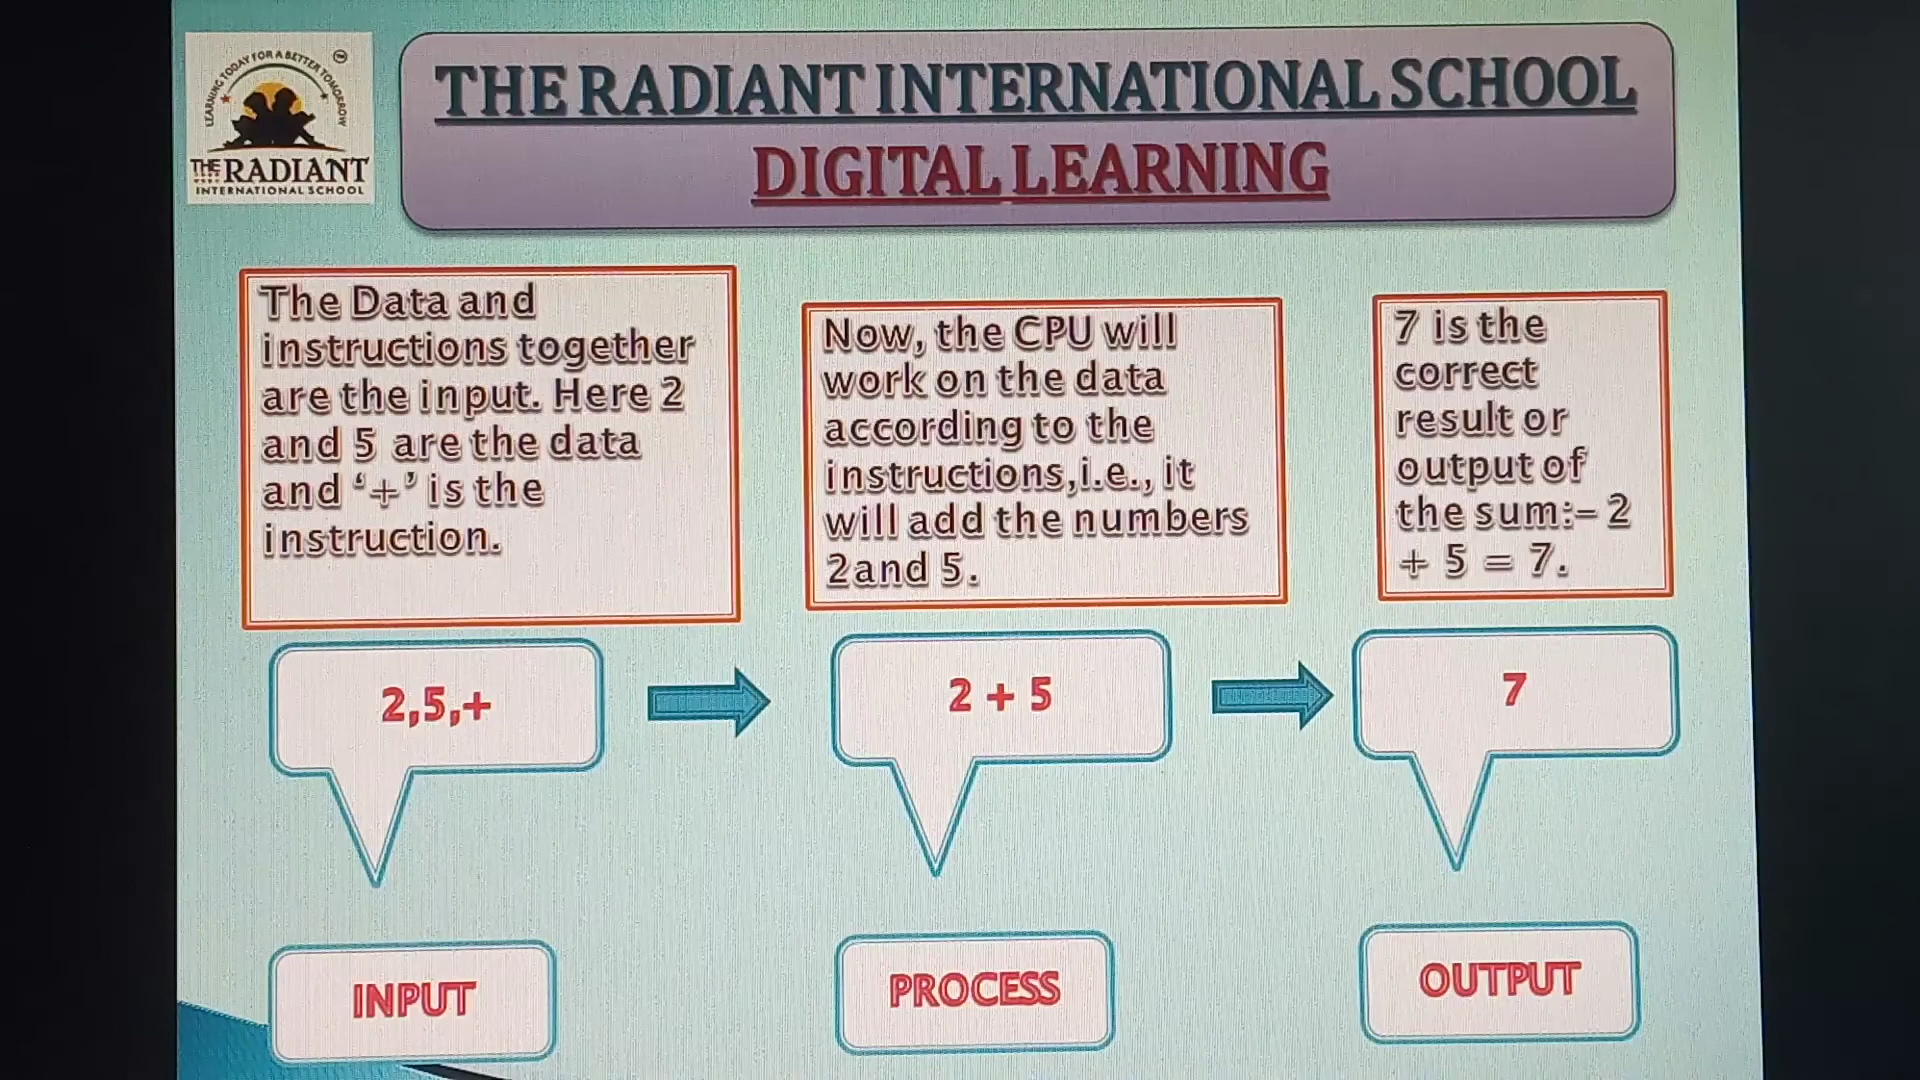 LEARNING TODAY FOR A BETTER TOMORROW
THE RADIANT
INTERNATIONAL SCHOOL
THE RADIANT INTERNATIONAL SCHOOL
DIGITAL LEARNING
The Data and
instructions together
are the input. Here 2
and 5 are the data
and ‘+’ is the
instruction.
Now, the CPU will
work on the data
according to the
instructions,i.e., it
will add the numbers
2and 5.
7 is the
correct
result or
output of
the sum:- 2
+ 5 = 7.
2,5,+
2 + 5
7
INPUT
PROCESS
OUTPUT